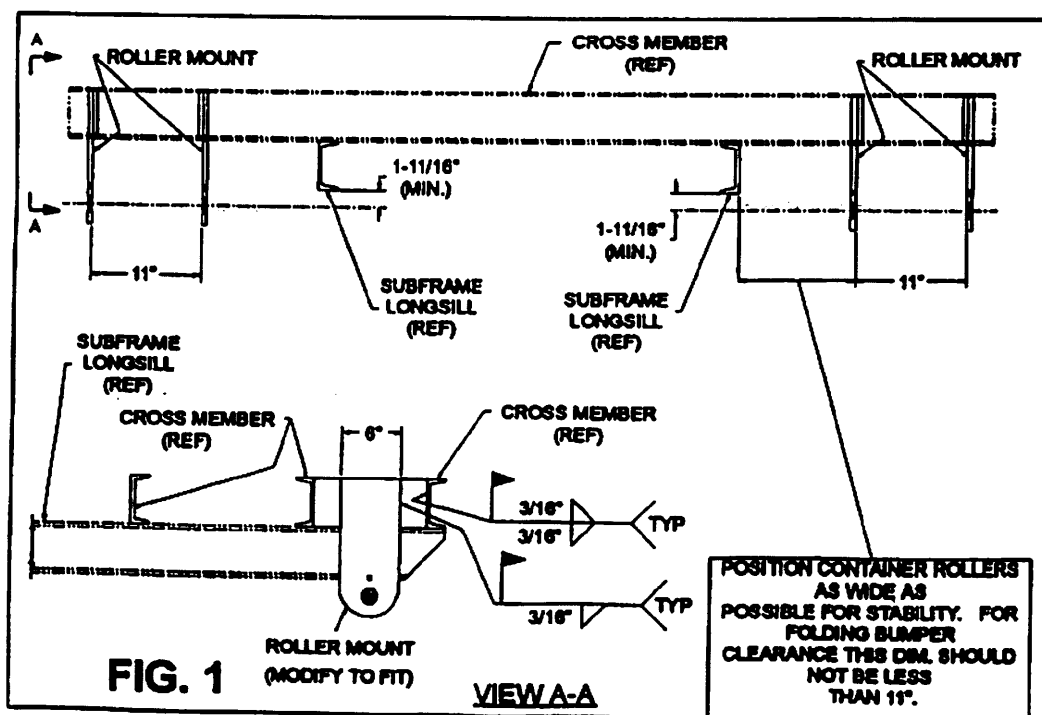 A
ROLLER MOUNT
CROSS MEMBER
(REF)
ROLLER MOUNT
1-11/16"
(MIN.)
A
1-11/16"
(MIN.)
11"
11"
SUBFRAME
LONGSILL
(REF)
SUBFRAME
LONGSILL
(REF)
SUBFRAME
LONGSILL
(REF)
CROSS MEMBER
(REF)
6"
CROSS MEMBER
(REF)
3/16"
3/16"
TYP
3/16"
TYP
ROLLER MOUNT
(MODIFY TO FIT)
FIG. 1
VIEW A-A
POSITION CONTAINER ROLLERS
AS WIDE AS
POSSIBLE FOR STABILITY. FOR
FOLDING BUMPER
CLEARANCE THIS DIM. SHOULD
NOT BE LESS
THAN 11".